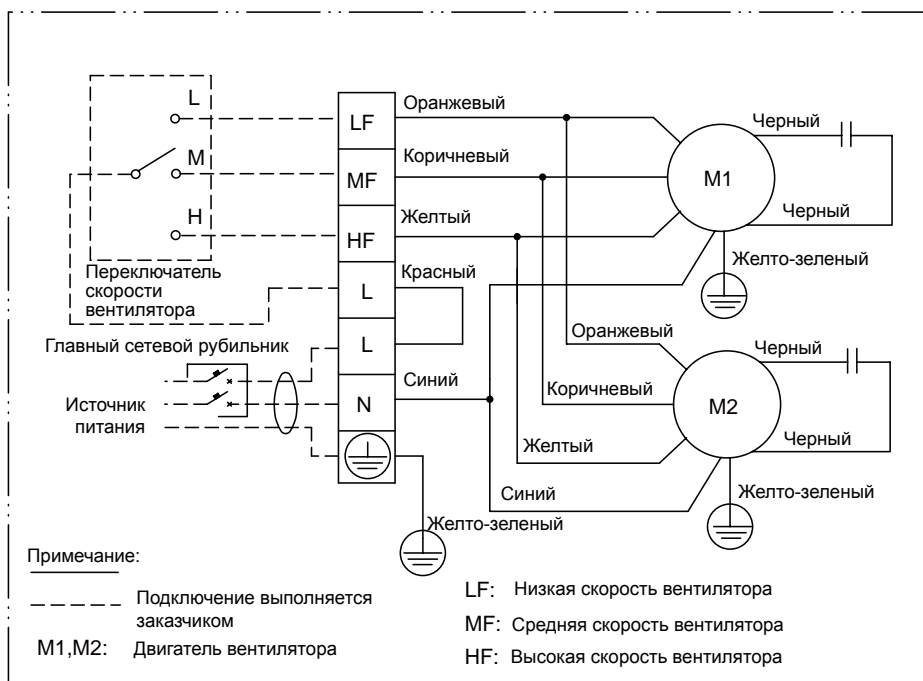 L
LF
Оранжевый
Черный
M
MF
Коричневый
M1
H
HF
Желтый
Черный
Переключатель
скорости
вентилятора
L
Красный
Желто-зеленый
Главный сетевой рубильник
L
Оранжевый
Черный
Источник
питания
N
Синий
Коричневый
M2
Желтый
Черный
Синий
Желто-зеленый
Желто-зеленый
Примечание:
Подключение выполняется
заказчиком
M1,M2: Двигатель вентилятора
LF: Низкая скорость вентилятора
MF: Средняя скорость вентилятора
HF: Высокая скорость вентилятора